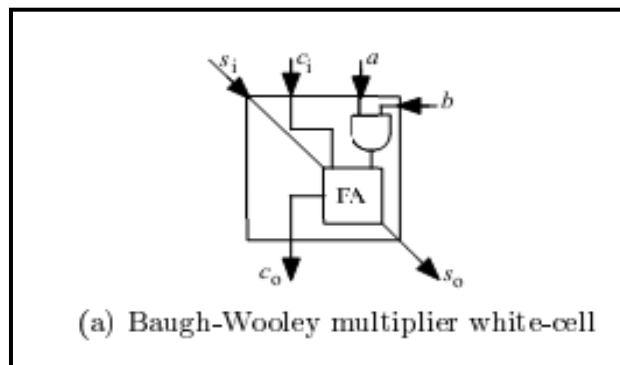 s_i c_i a
b
FA
c_o s_o
(a) Baugh-Wooley multiplier white-cell